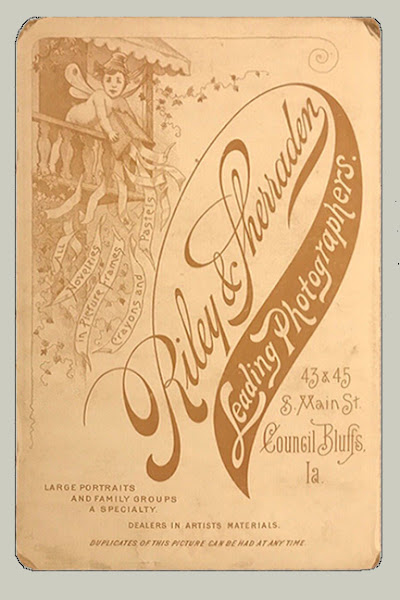 All
Novelties
in Picture Frames
Crayons and Pastels
Riley & Sherraden
Leading Photographers.
43 & 45
S. Main St.
Council Bluffs,
Ia.
LARGE PORTRAITS
AND FAMILY GROUPS
A SPECIALTY.
DEALERS IN ARTISTS MATERIALS.
DUPLICATES OF THIS PICTURE CAN BE HAD AT ANY TIME.